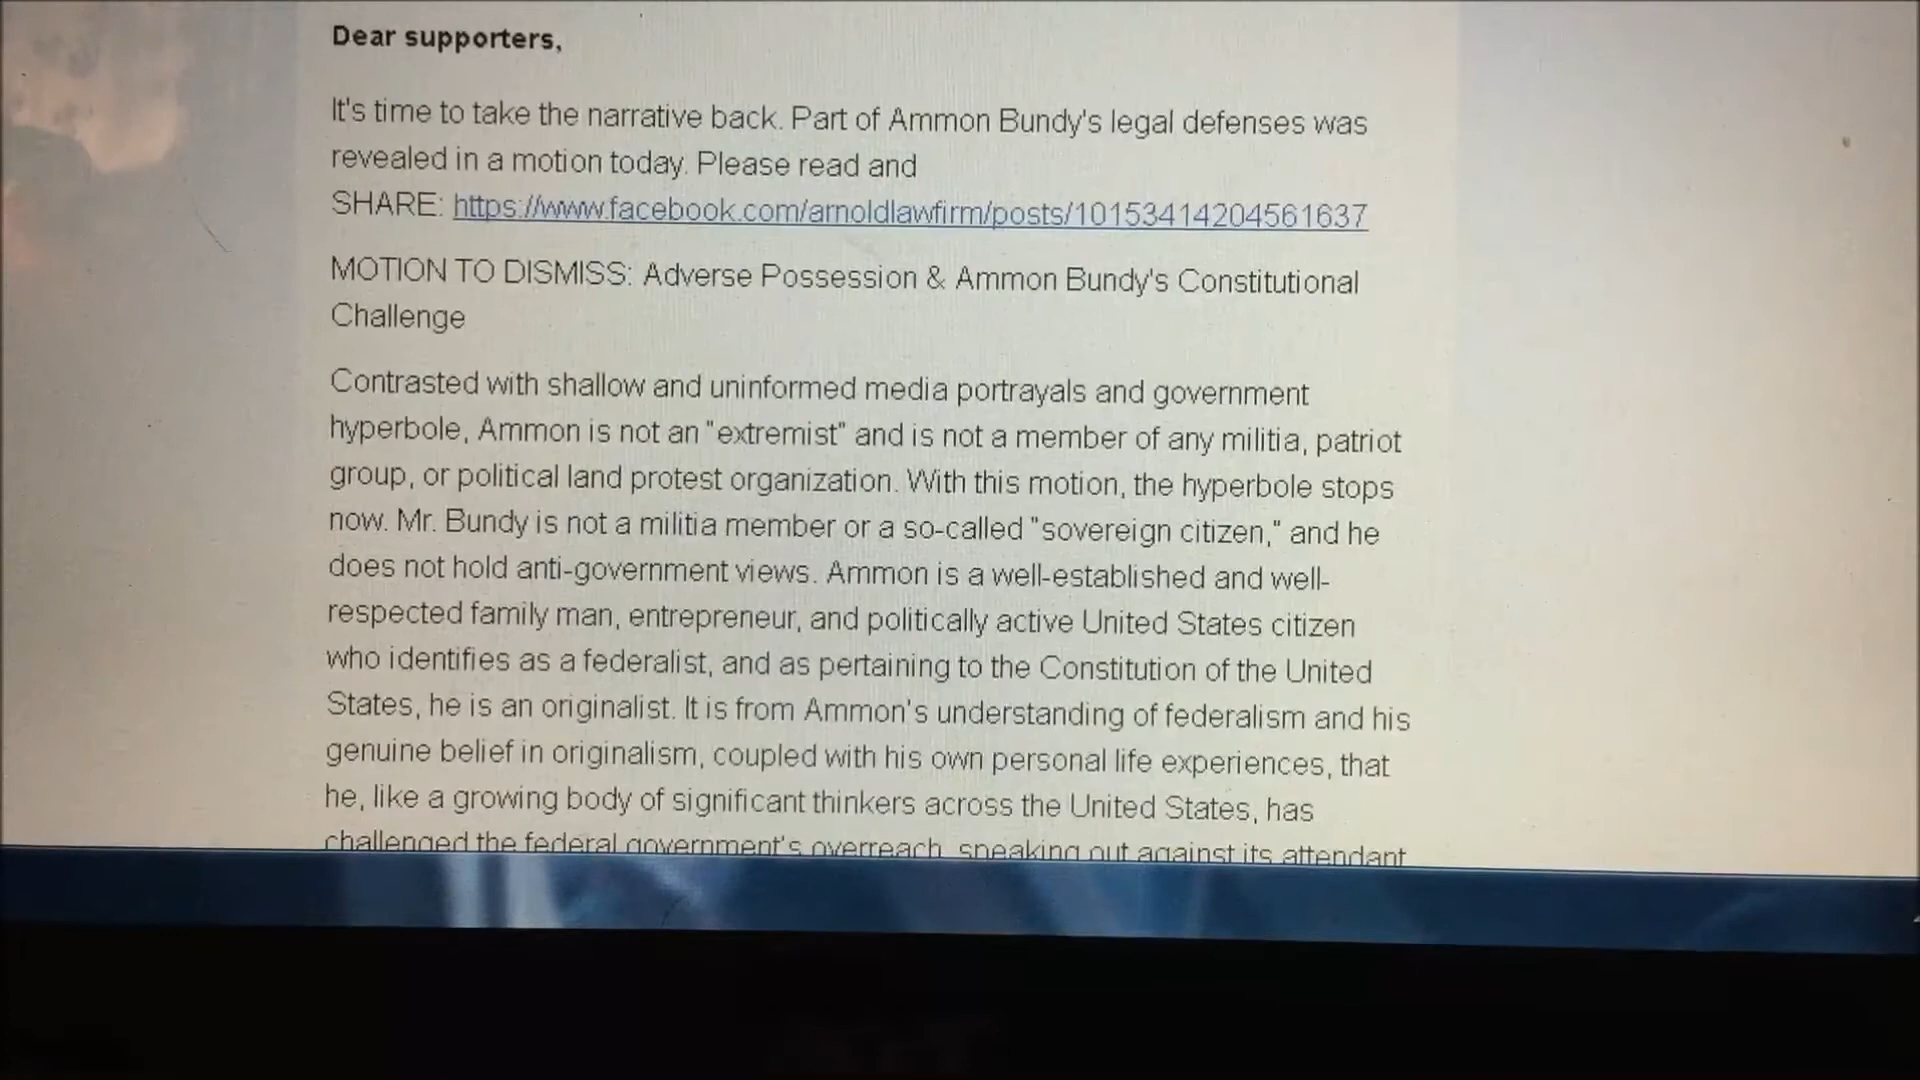 Dear supporters,
It's time to take the narrative back. Part of Ammon Bundy's legal defenses was
revealed in a motion today. Please read and
SHARE: https://www.facebook.com/arnoldlawfirm/posts/10153414204561637
MOTION TO DISMISS: Adverse Possession & Ammon Bundy's Constitutional
Challenge
Contrasted with shallow and uninformed media portrayals and government
hyperbole, Ammon is not an "extremist" and is not a member of any militia, patriot
group, or political land protest organization. With this motion, the hyperbole stops
now. Mr. Bundy is not a militia member or a so-called "sovereign citizen," and he
does not hold anti-government views. Ammon is a well-established and well-
respected family man, entrepreneur, and politically active United States citizen
who identifies as a federalist, and as pertaining to the Constitution of the United
States, he is an originalist. It is from Ammon's understanding of federalism and his
genuine belief in originalism, coupled with his own personal life experiences, that
he, like a growing body of significant thinkers across the United States, has
challenged the federal government's overreach, speaking out against its attendant